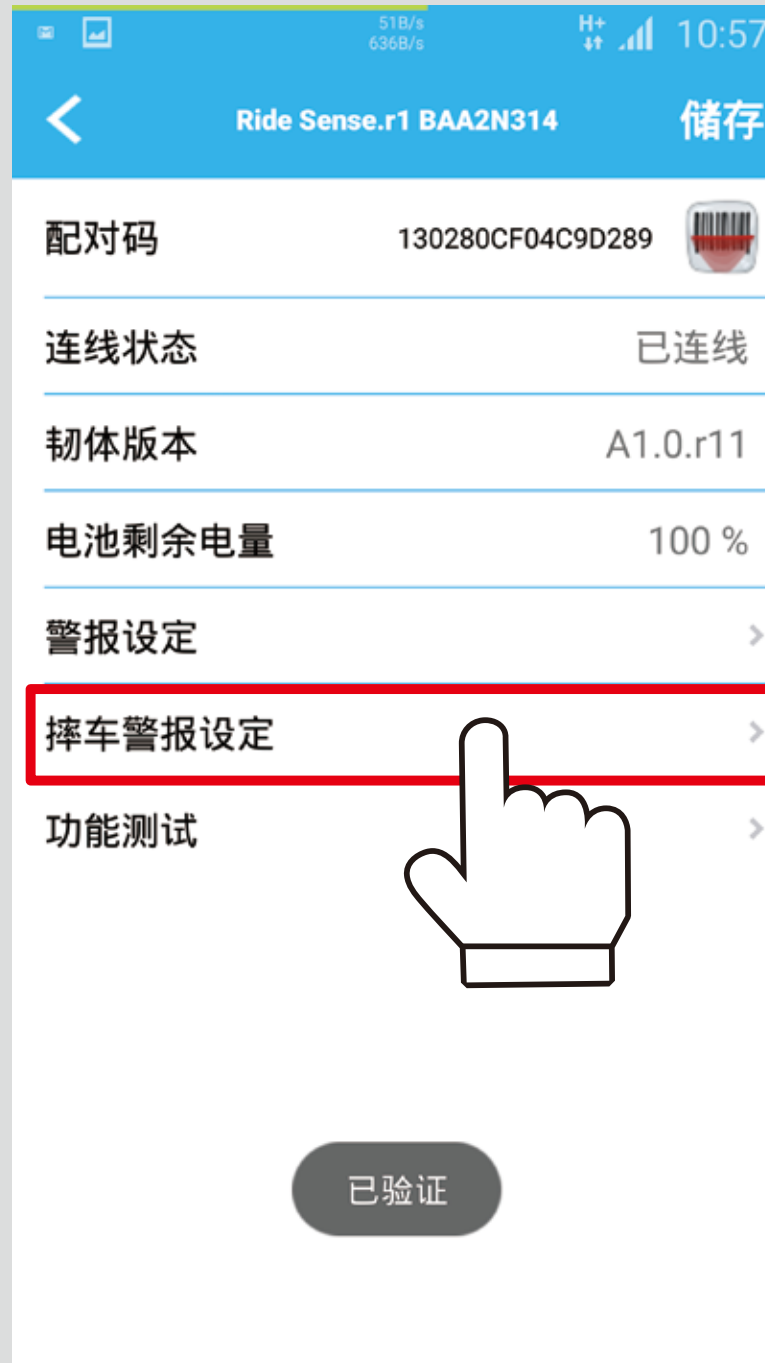 51B/s
636B/s
H+
10:57
Ride Sense.r1 BAA2N314
储存
配对码 130280CF04C9D289
连线状态 已连线
韧体版本 A1.0.r11
电池剩余电量 100 %
警报设定
摔车警报设定
功能测试
已验证